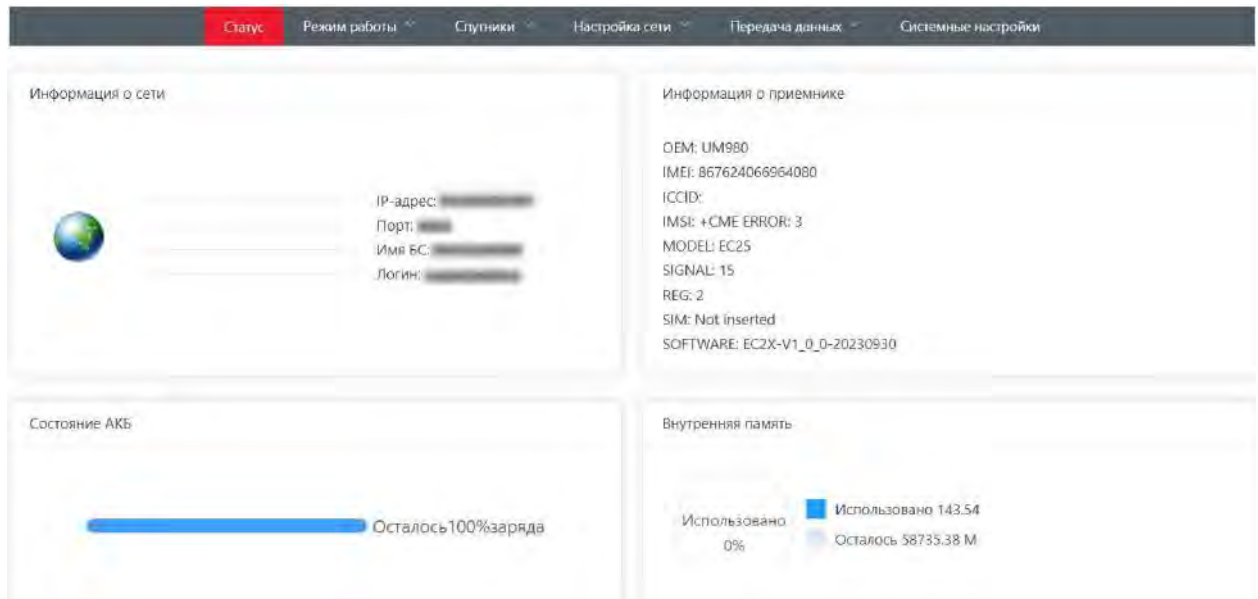 Статус Режим работы Спутники Настройка сети Передача данных Системные настройки
Информация о сети
IP-адрес:
Порт:
Имя БС:
Логин:
Информация о приемнике
OEM: UM980
IMEI: 867624066964080
ICCID:
IMSI: +CME ERROR: 3
MODEL: EC25
SIGNAL: 15
REG: 2
SIM: Not inserted
SOFTWARE: EC2X-V1_0_0-20230930
Состояние АКБ
Осталось100%заряда
Внутренняя память
Использовано
0%
Использовано 143.54
Осталось 58735.38 M